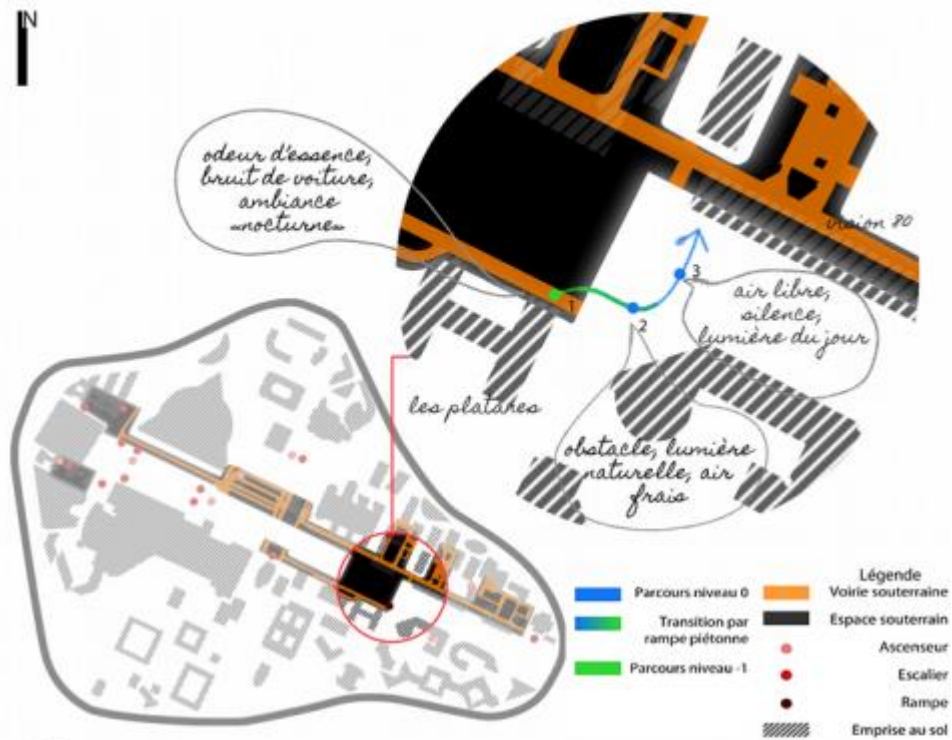 N
odeur d'essence,
bruit de voiture,
ambiance
«nocturne»
vision 80
1
2
3
air libre,
silence,
lumière du jour
les platanes
obstacle, lumière
naturelle, air
frais
Légende
Parcours niveau 0
Transition par
rampe piétonne
Parcours niveau -1
Voirie souterraine
Espace souterrain
Ascenseur
Escalier
Rampe
Emprise au sol